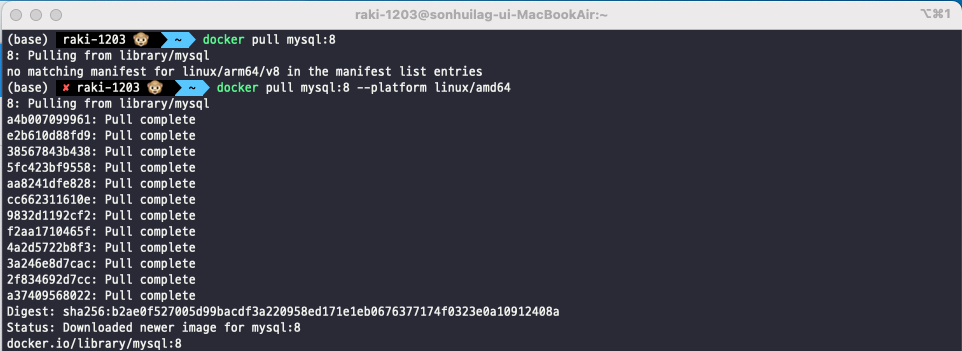 raki-1203@sonhuilag-ui-MacBookAir:~ ⌥⌘1
(base) raki-1203 🐵 ~ docker pull mysql:8
8: Pulling from library/mysql
no matching manifest for linux/arm64/v8 in the manifest list entries
(base) ✘ raki-1203 🐵 ~ docker pull mysql:8 --platform linux/amd64
8: Pulling from library/mysql
a4b007099961: Pull complete
e2b610d88fd9: Pull complete
38567843b438: Pull complete
5fc423bf9558: Pull complete
aa8241dfe828: Pull complete
cc662311610e: Pull complete
9832d1192cf2: Pull complete
f2aa1710465f: Pull complete
4a2d5722b8f3: Pull complete
3a246e8d7cac: Pull complete
2f834692d7cc: Pull complete
a37409568022: Pull complete
Digest: sha256:b2ae0f527005d99bacdf3a220958ed171e1eb0676377174f0323e0a10912408a
Status: Downloaded newer image for mysql:8
docker.io/library/mysql:8